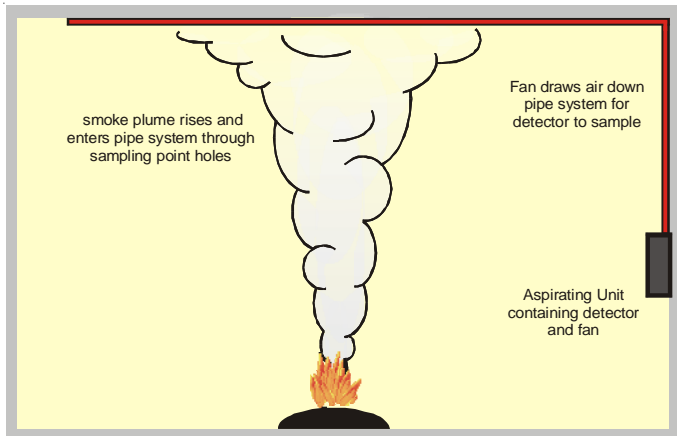 smoke plume rises and
enters pipe system through
sampling point holes
Fan draws air down
pipe system for
detector to sample
Aspirating Unit
containing detector
and fan